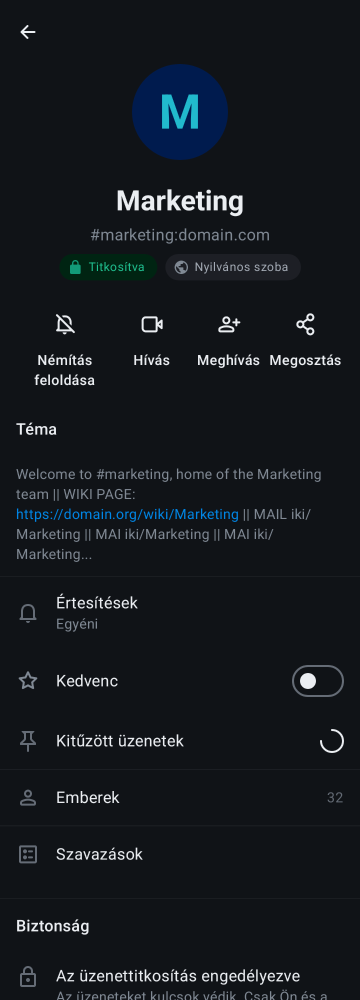 M
Marketing
#marketing:domain.com
Titkosítva
Nyilvános szoba
Némítás feloldása
Hívás
Meghívás
Megosztás
Téma
Welcome to #marketing, home of the Marketing
team || WIKI PAGE:
https://domain.org/wiki/Marketing || MAIL iki/
Marketing || MAI iki/Marketing || MAI iki/
Marketing...
Értesítések
Egyéni
Kedvenc
Kitűzött üzenetek
Emberek
32
Szavazások
Biztonság
Az üzenettitkosítás engedélyezve
Az üzeneteket kulcsok védik. Csak Ön és a